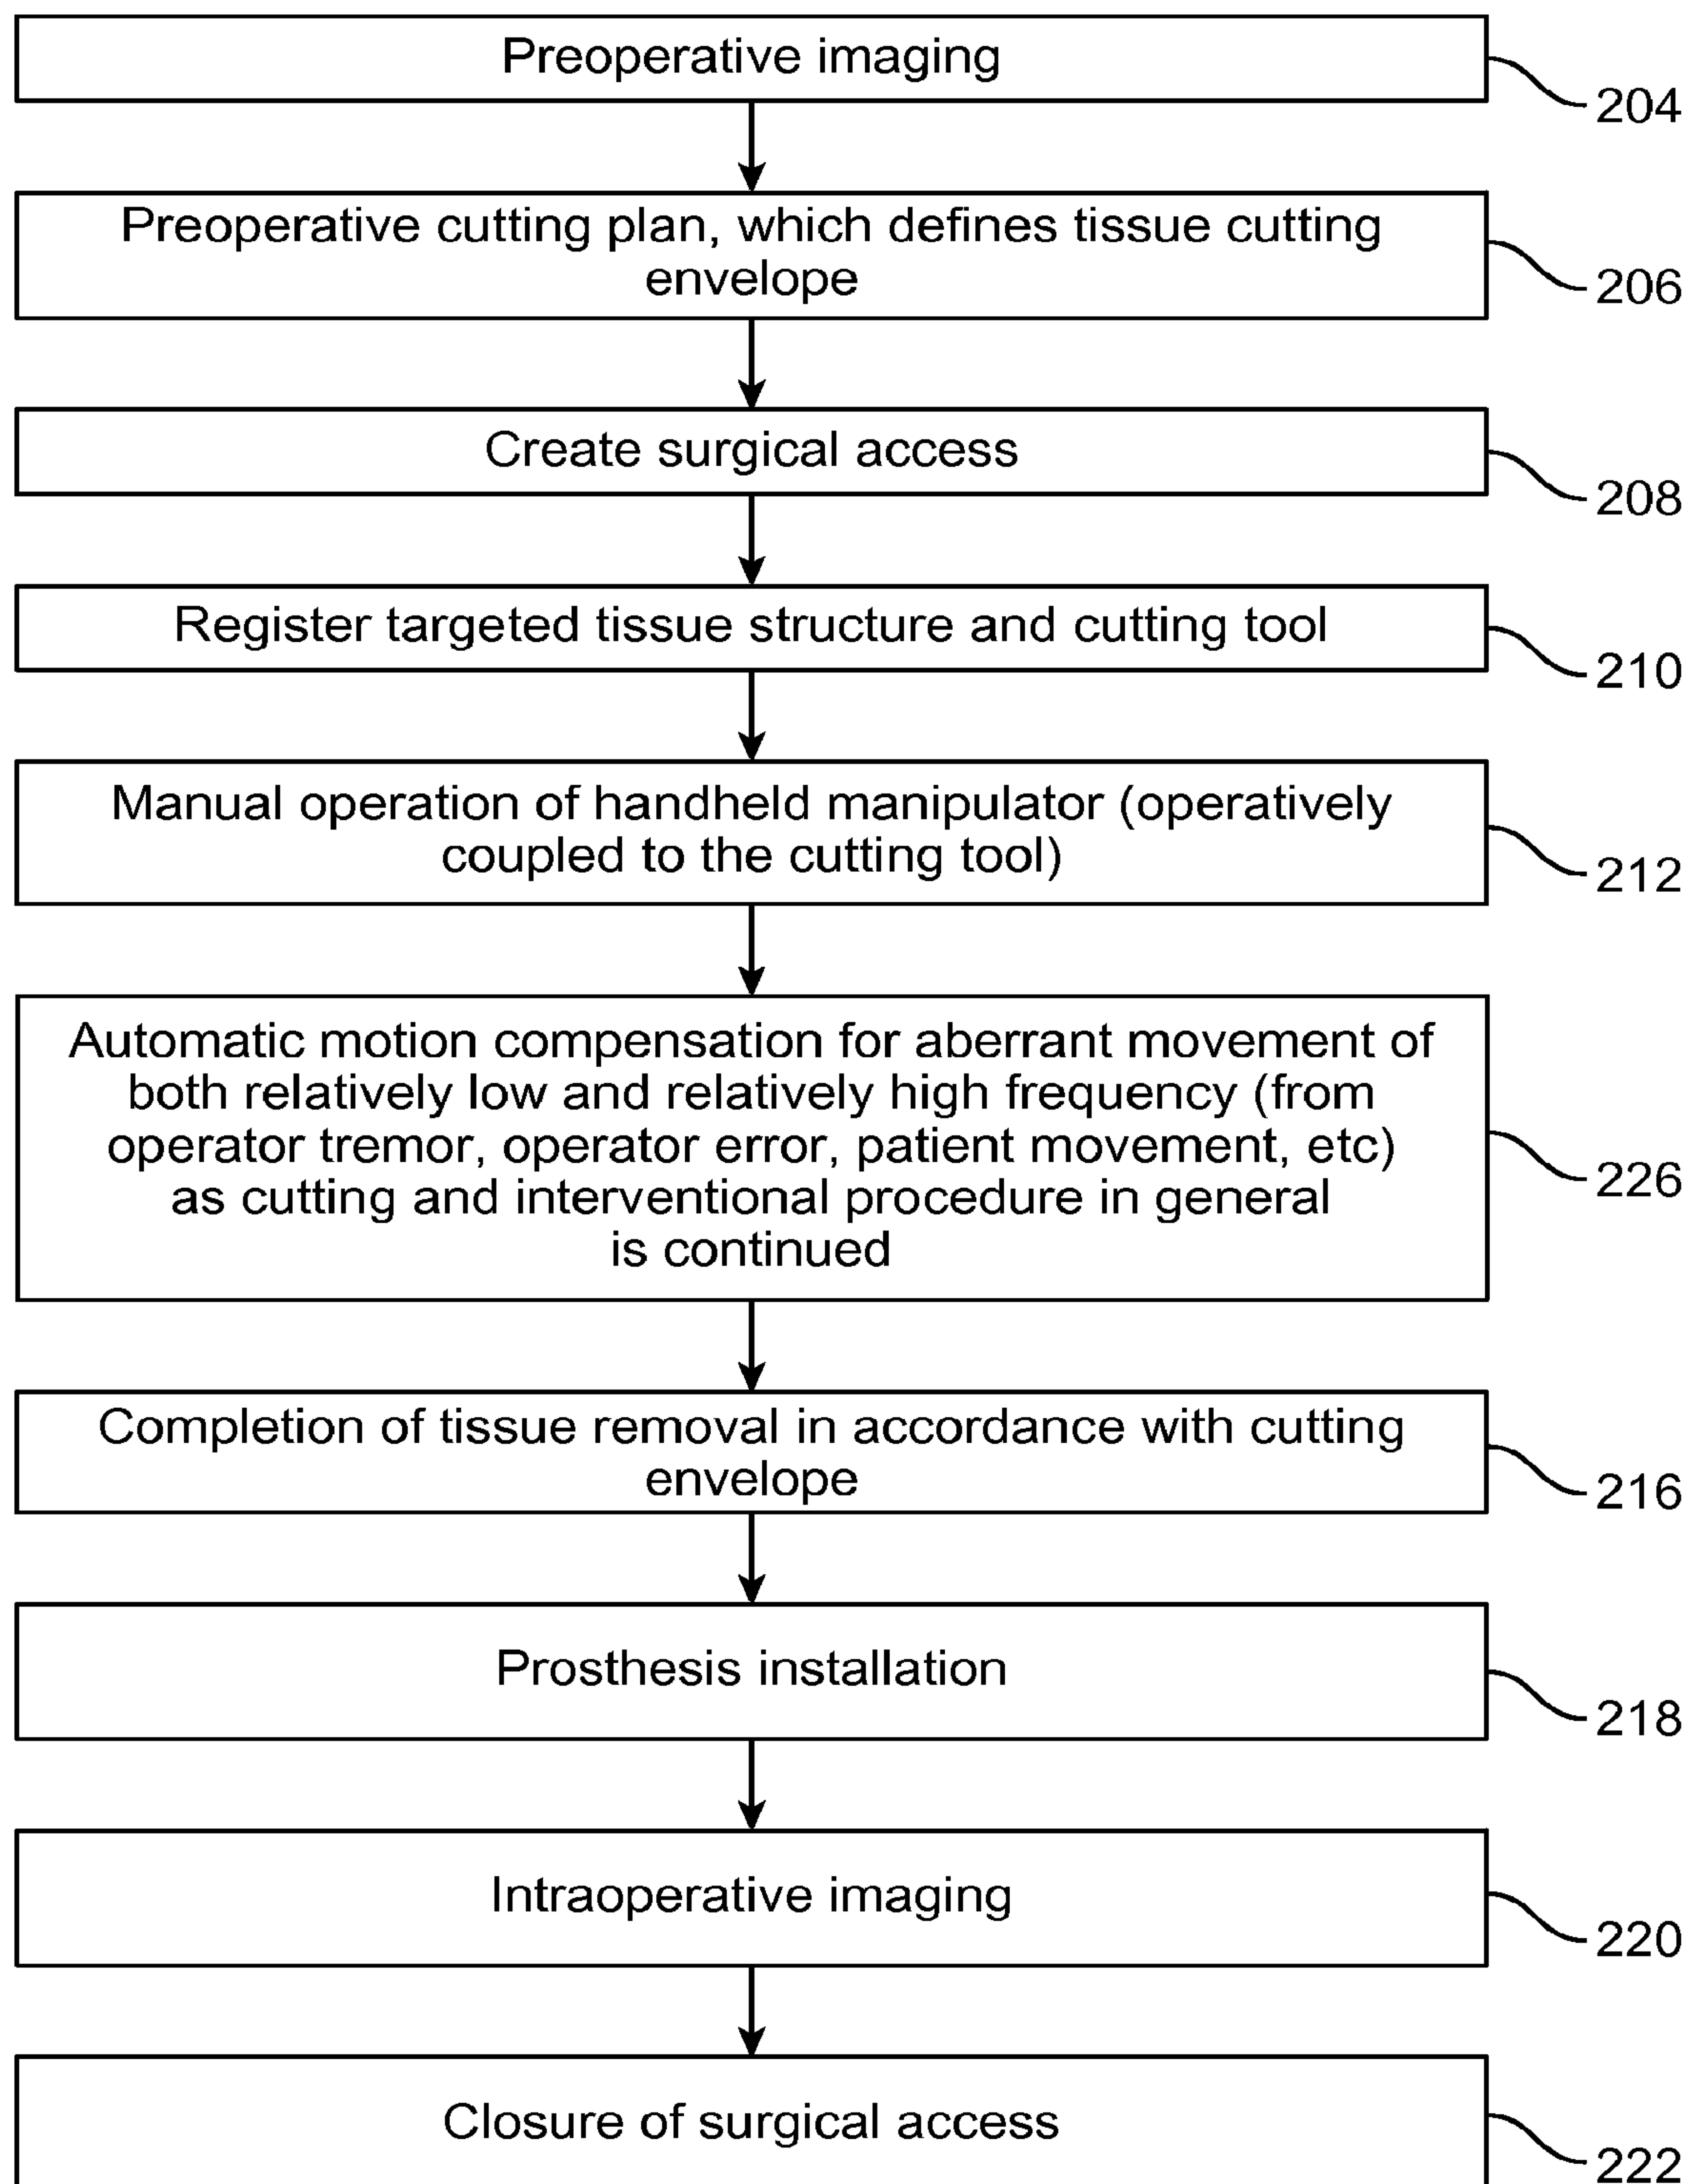 Preoperative imaging
204
Preoperative cutting plan, which defines tissue cutting
envelope
206
Create surgical access
208
Register targeted tissue structure and cutting tool
210
Manual operation of handheld manipulator (operatively
coupled to the cutting tool)
212
Automatic motion compensation for aberrant movement of
both relatively low and relatively high frequency (from
operator tremor, operator error, patient movement, etc)
as cutting and interventional procedure in general
is continued
226
Completion of tissue removal in accordance with cutting
envelope
216
Prosthesis installation
218
Intraoperative imaging
220
Closure of surgical access
222